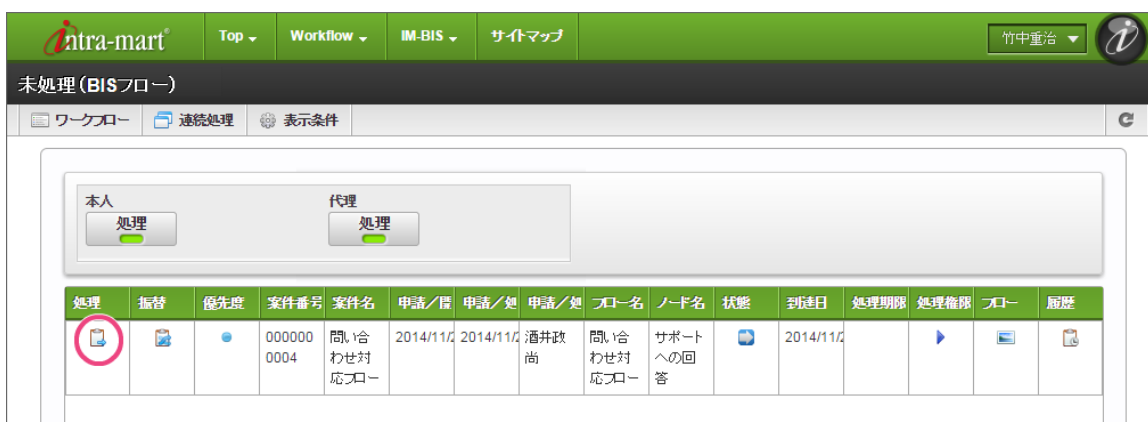 intra-mart Top Workflow IM-BIS サイトマップ 竹中重治
未処理(BISフロー)
ワークフロー 連続処理 表示条件
本人 代理
処理 処理
処理 振替 優先度 案件番号 案件名 申請/ 申請/処 申請/処 フロー名 ノード名 状態 到達日 処理期限 処理権限 フロー 履歴
000000 問い合 2014/11/2 2014/11/2 酒井政 問い合 サポート 2014/11/2
0004 わせ対 尚 わせ対 への回
応フロー 応フロー 答